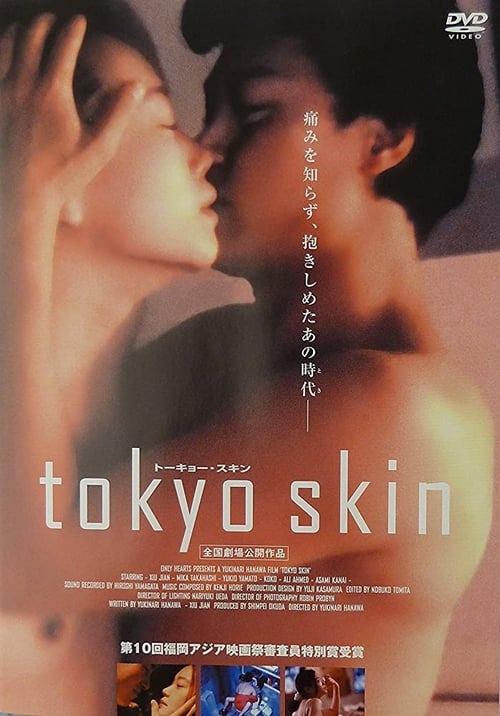 DVD
VIDEO
痛みを知らず、抱きしめたあの時代——
とき
トーキョー・スキン
tokyo skin
全国劇場公開作品
ONLY HEARTS PRESENTS A YUKINARI HANAWA FILM "TOKYO SKIN"
STARRING - XIU JIAN - MIKA TAKAHASHI - YUKIO YAMATO - KOKO - ALI AHMED - ASAMI KANAI -
SOUND RECORDED BY HIROSHI YAMAGATA MUSIC COMPOSED BY KENJI HORIE PRODUCTION DESIGN BY YUJI KASAMURA EDITED BY NOBUKO TOMITA
DIRECTOR OF LIGHTING NARIYUKI UEDA DIRECTOR OF PHOTOGRAPHY ROBIN PROBYN
WRITTEN BY YUKINARI HANAWA - XIU JIAN PRODUCED BY SHIMPEI OKUDA DIRECTED BY YUKINARI HANAWA
第10回福岡アジア映画祭審査員特別賞受賞